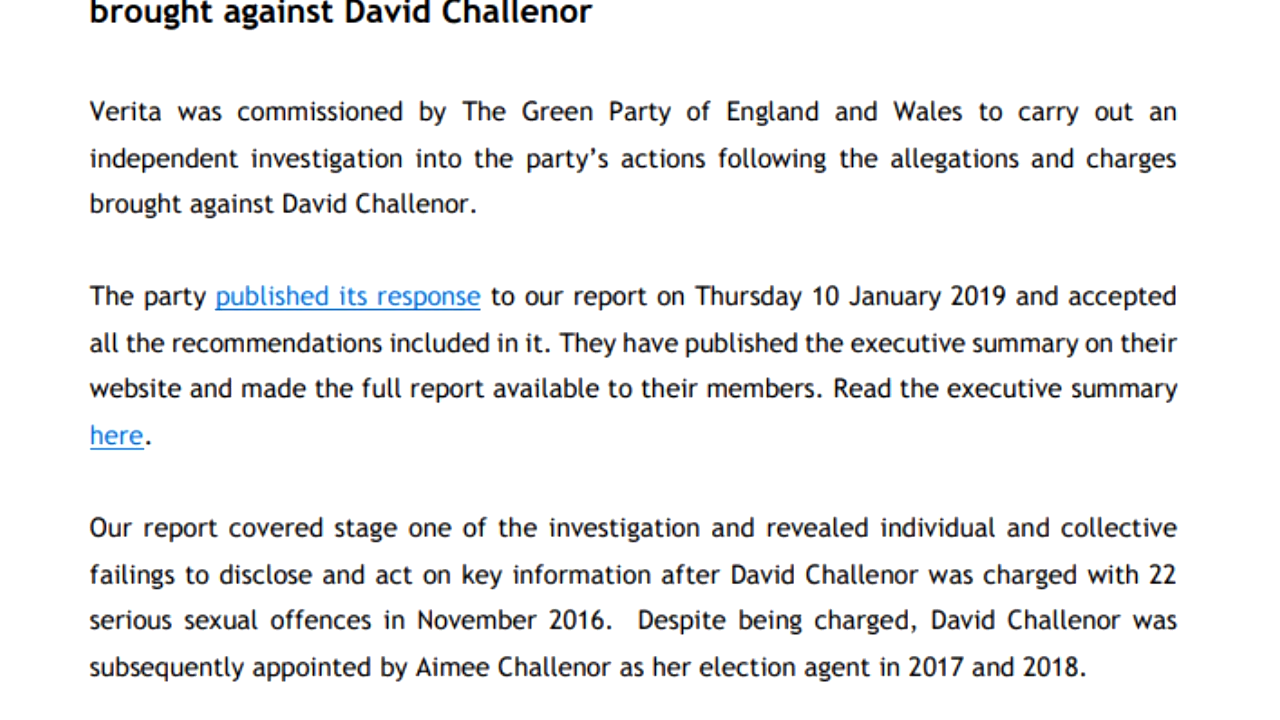 brought against David Challenor
Verita was commissioned by The Green Party of England and Wales to carry out an
independent investigation into the party’s actions following the allegations and charges
brought against David Challenor.
The party published its response to our report on Thursday 10 January 2019 and accepted
all the recommendations included in it. They have published the executive summary on their
website and made the full report available to their members. Read the executive summary
here.
Our report covered stage one of the investigation and revealed individual and collective
failings to disclose and act on key information after David Challenor was charged with 22
serious sexual offences in November 2016.  Despite being charged, David Challenor was
subsequently appointed by Aimee Challenor as her election agent in 2017 and 2018.